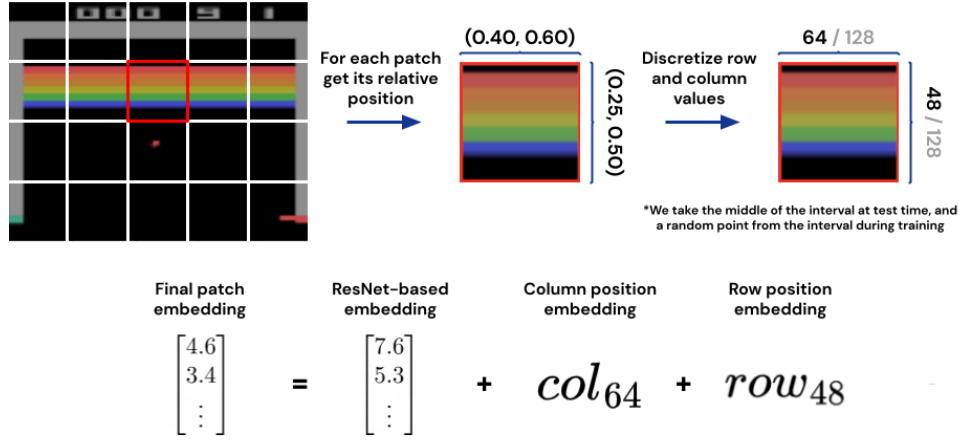 000 9 1
For each patch
get its relative
position
(0.40, 0.60)
(0.25, 0.50)
Discretize row
and column
values
64 / 128
48 / 128
*We take the middle of the interval at test time, and
a random point from the interval during training
Final patch
embedding
ResNet-based
embedding
Column position
embedding
Row position
embedding
[4.6 3.4 ⋮] = [7.6 5.3 ⋮] + col₆₄ + row₄₈